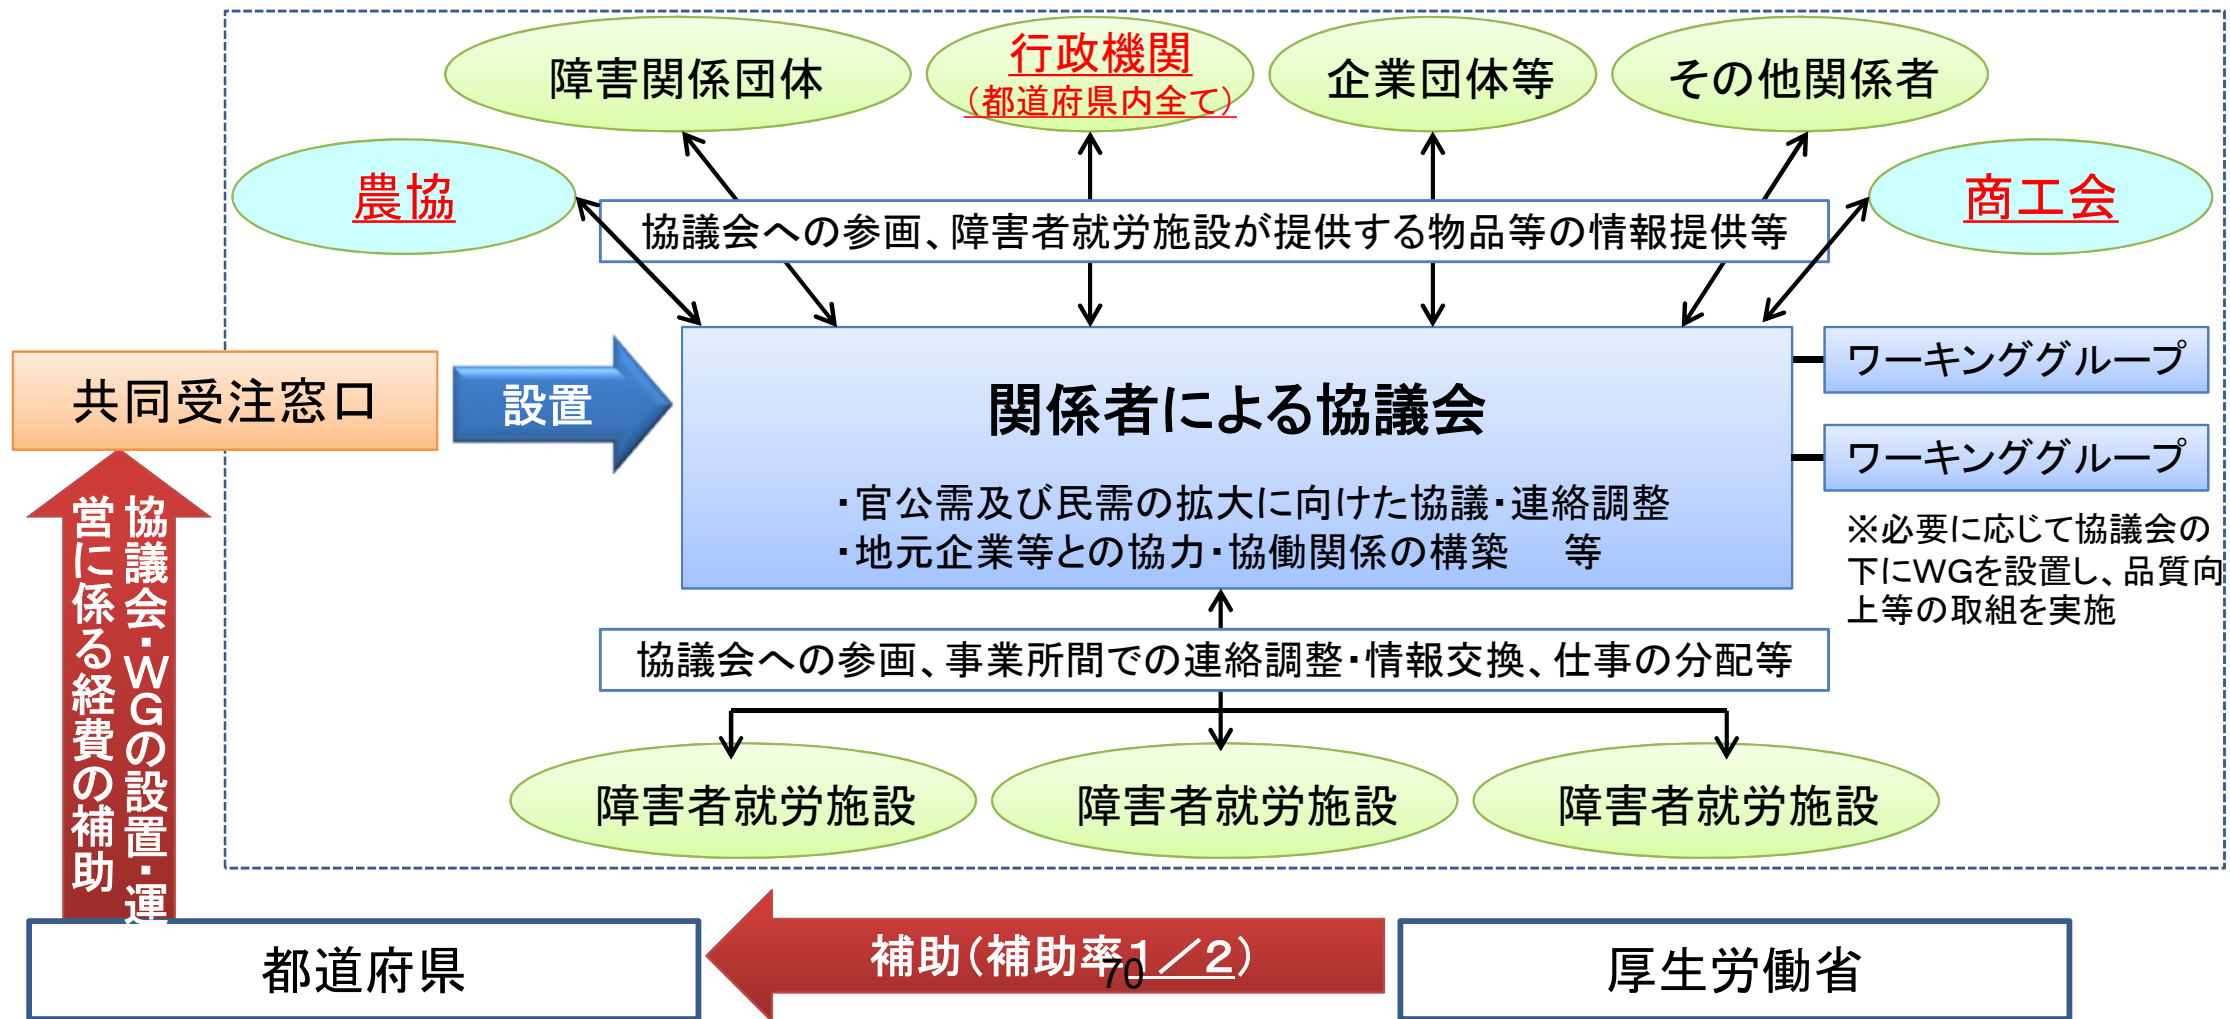 障害関係団体
行政機関
(都道府県内全て)
企業団体等
その他関係者
農協
商工会
協議会への参画、障害者就労施設が提供する物品等の情報提供等
共同受注窓口
設置
関係者による協議会
・官公需及び民需の拡大に向けた協議・連絡調整
・地元企業等との協力・協働関係の構築　等
ワーキンググループ
ワーキンググループ
※必要に応じて協議会の
下にWGを設置し、品質向
上等の取組を実施
協議会・WGの設置・運
営に係る経費の補助
協議会への参画、事業所間での連絡調整・情報交換、仕事の分配等
障害者就労施設
障害者就労施設
障害者就労施設
都道府県
補助(補助率1/2)
70
厚生労働省